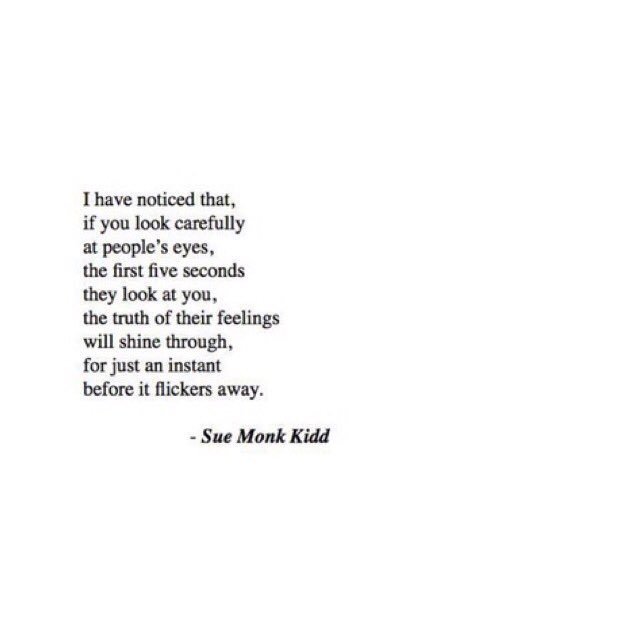 I have noticed that,
if you look carefully
at people’s eyes,
the first five seconds
they look at you,
the truth of their feelings
will shine through,
for just an instant
before it flickers away.
- Sue Monk Kidd